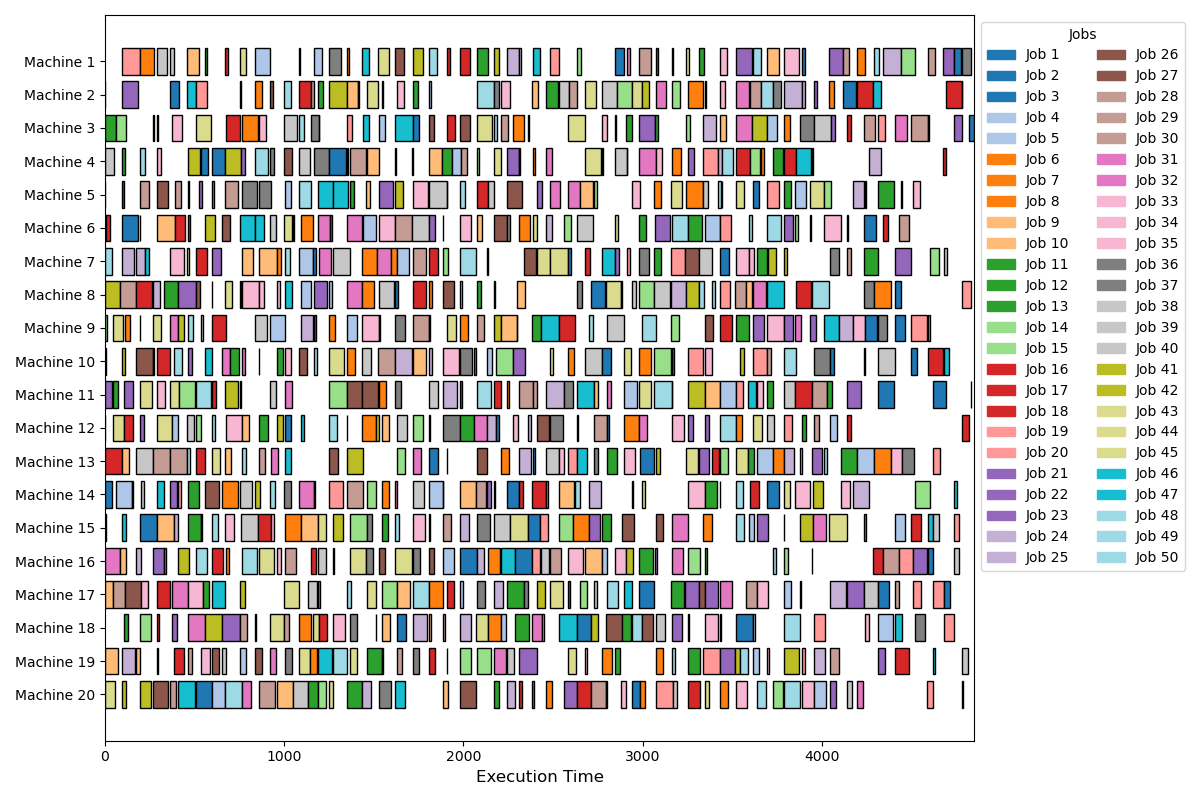 Machine 1
Machine 2
Machine 3
Machine 4
Machine 5
Machine 6
Machine 7
Machine 8
Machine 9
Machine 10
Machine 11
Machine 12
Machine 13
Machine 14
Machine 15
Machine 16
Machine 17
Machine 18
Machine 19
Machine 20
0 1000 2000 3000 4000
Execution Time
Jobs
Job 1
Job 2
Job 3
Job 4
Job 5
Job 6
Job 7
Job 8
Job 9
Job 10
Job 11
Job 12
Job 13
Job 14
Job 15
Job 16
Job 17
Job 18
Job 19
Job 20
Job 21
Job 22
Job 23
Job 24
Job 25
Job 26
Job 27
Job 28
Job 29
Job 30
Job 31
Job 32
Job 33
Job 34
Job 35
Job 36
Job 37
Job 38
Job 39
Job 40
Job 41
Job 42
Job 43
Job 44
Job 45
Job 46
Job 47
Job 48
Job 49
Job 50